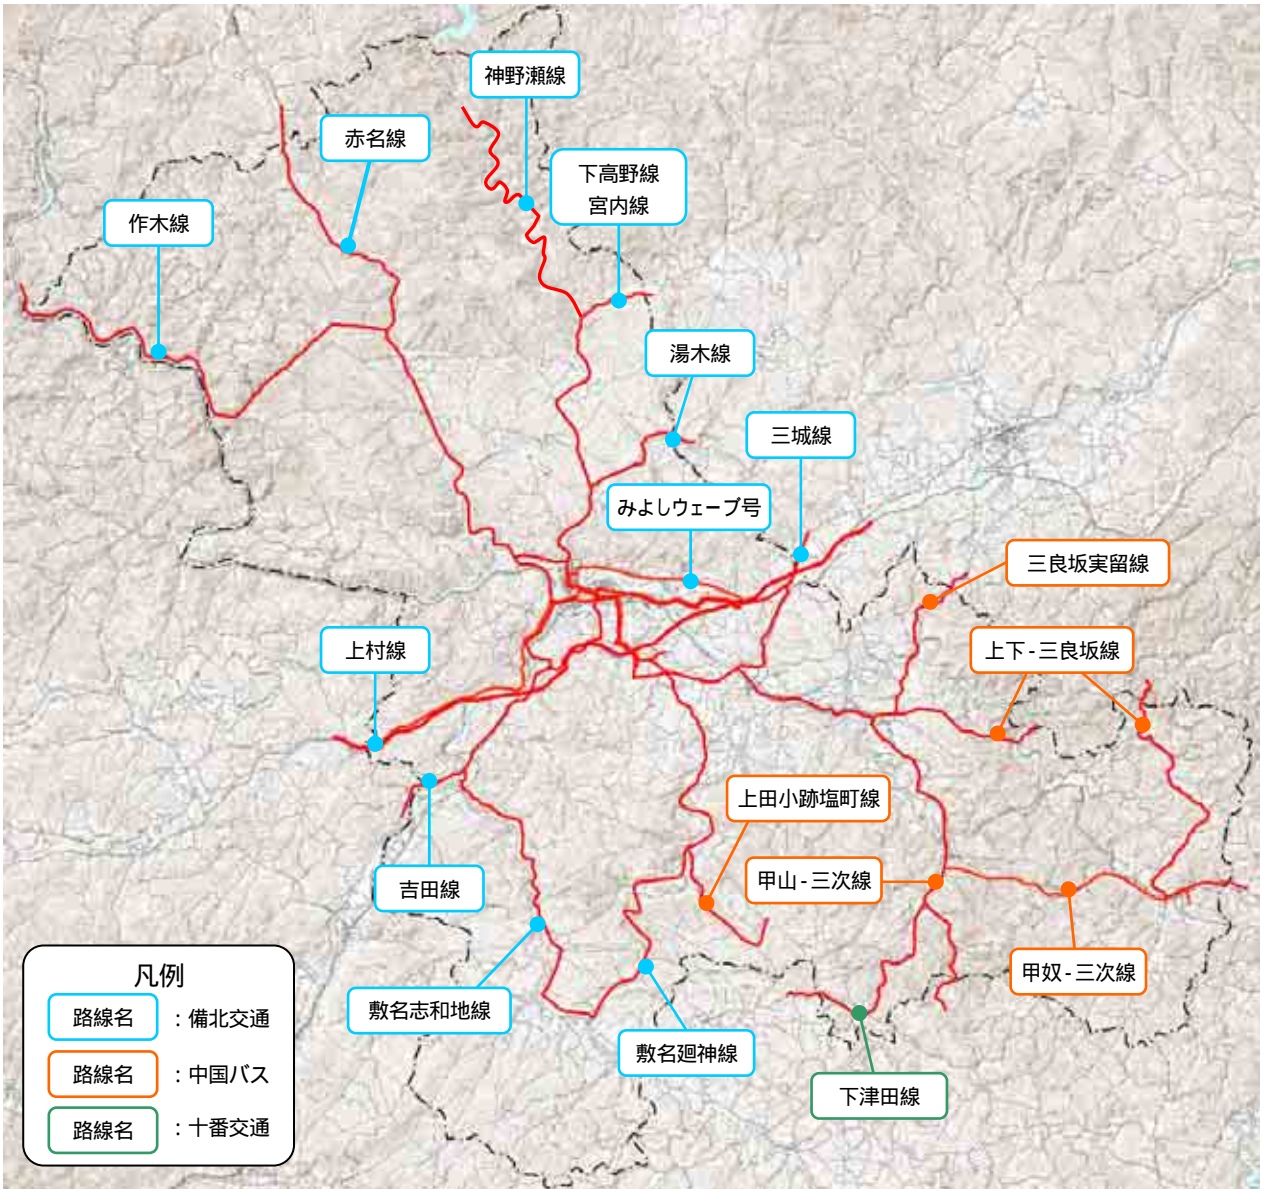 神野瀬線
赤名線
下高野線
宮内線
作木線
湯木線
三城線
みよしウェーブ号
三良坂実留線
上村線
上下-三良坂線
上田小跡塩町線
甲山-三次線
吉田線
甲奴-三次線
敷名志和地線
敷名廻神線
下津田線
凡例
路線名 : 備北交通
路線名 : 中国バス
路線名 : 十番交通